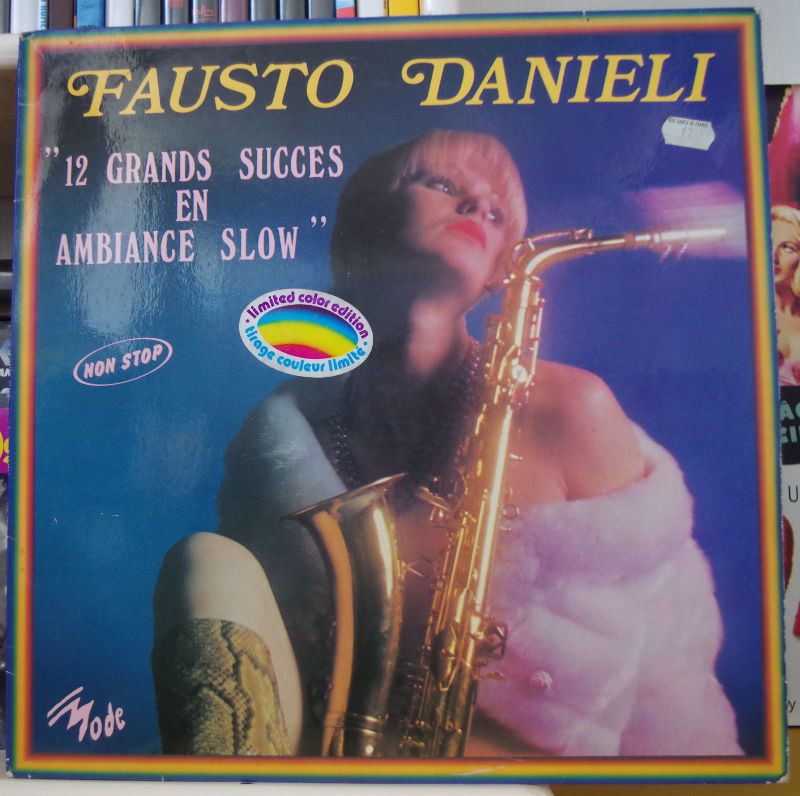 FAUSTO DANIELI
"12 GRANDS SUCCES
EN
AMBIANCE SLOW"
· limited color edition ·
tirage couleur limité
NON STOP
Mode